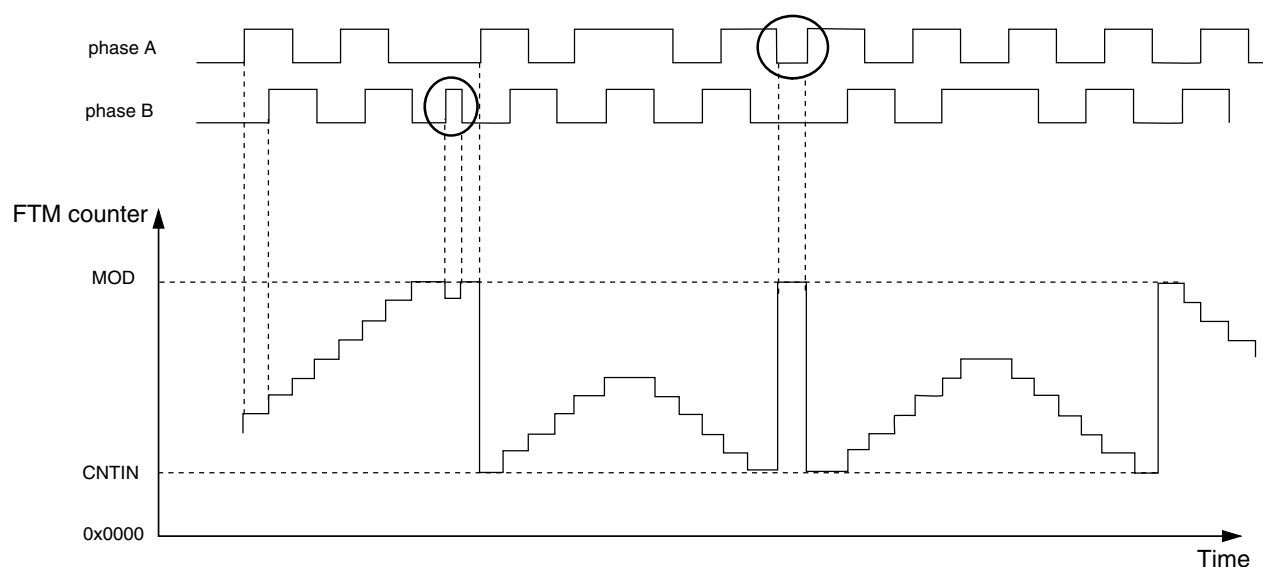 phase A
phase B
FTM counter
MOD
CNTIN
0x0000
Time